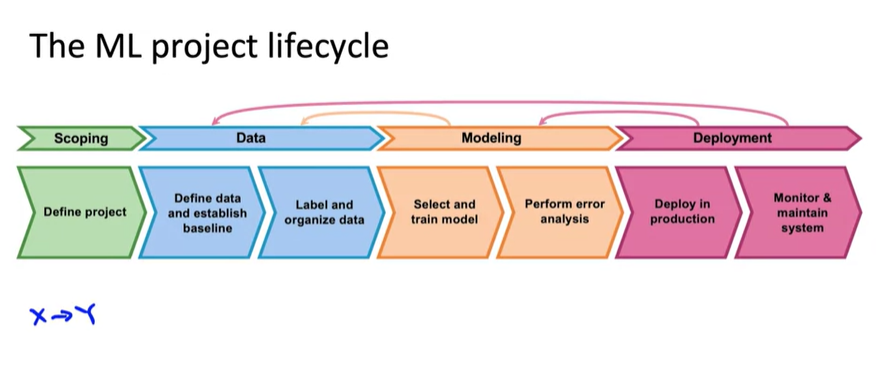 The ML project lifecycle
Scoping
Data
Modeling
Deployment
Define project
Define data
and establish
baseline
Label and
organize data
Select and
train model
Perform error
analysis
Deploy in
production
Monitor &
maintain
system
X→Y